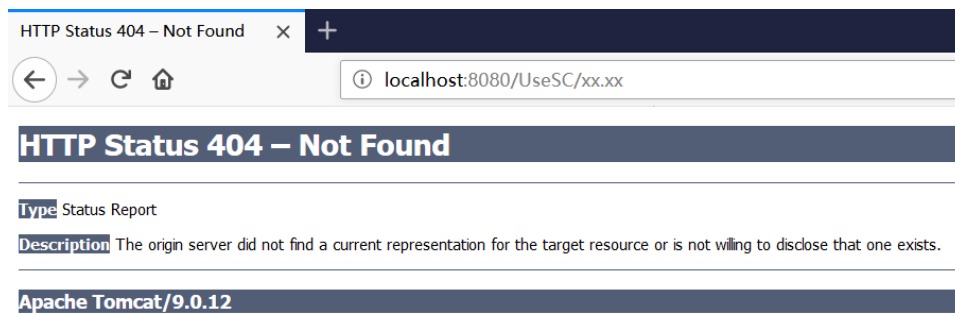 HTTP Status 404 – Not Found
localhost:8080/UseSC/xx.xx
HTTP Status 404 – Not Found
Type Status Report
Description The origin server did not find a current representation for the target resource or is not willing to disclose that one exists.
Apache Tomcat/9.0.12